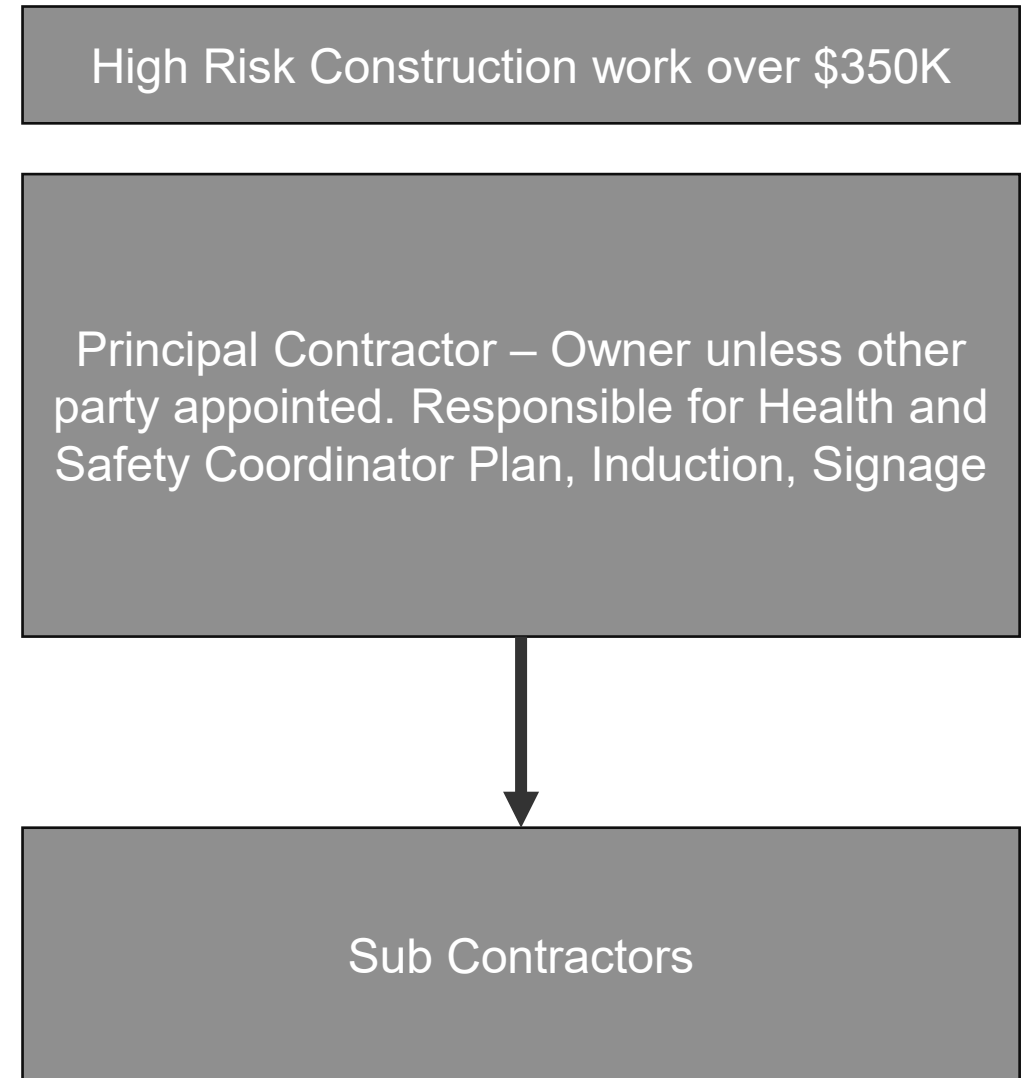 High Risk Construction work over $350K
Principal Contractor – Owner unless other
party appointed. Responsible for Health and
Safety Coordinator Plan, Induction, Signage
Sub Contractors